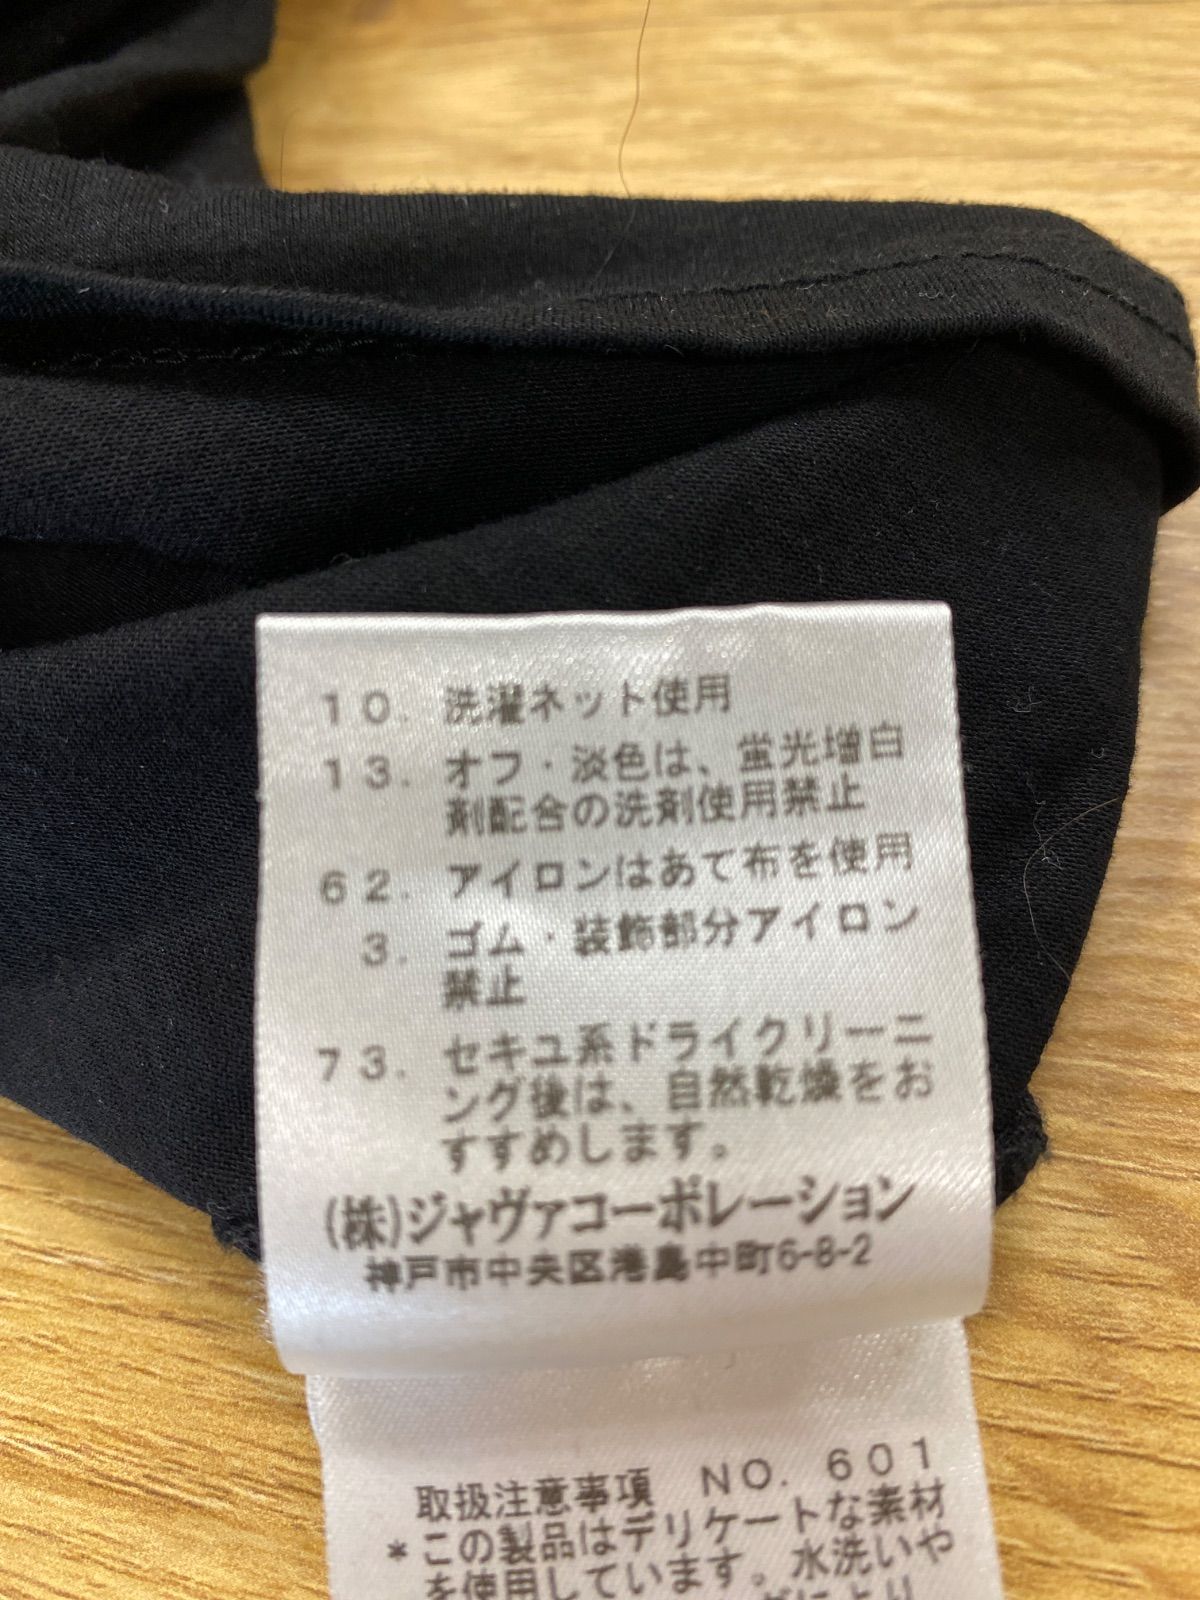 10. 洗濯ネット使用
13. オフ・淡色は、蛍光増白
剤配合の洗剤使用禁止
62. アイロンはあて布を使用
3. ゴム・装飾部分アイロン
禁止
73. セキユ系ドライクリーニ
ング後は、自然乾燥をお
すすめします。
(株)ジャヴァコーポレーション
神戸市中央区港島中町6-8-2
取扱注意事項 NO. 601
*この製品はデリケートな素材
を使用しています。水洗いや
により